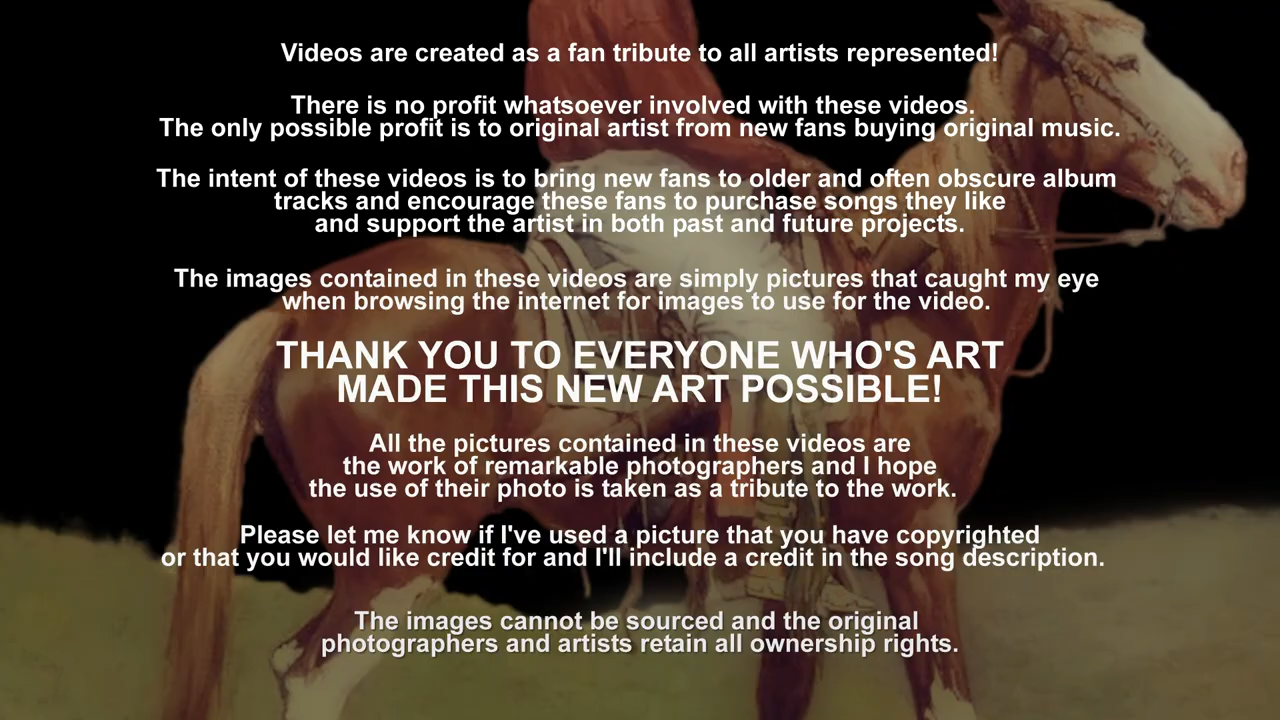 Videos are created as a fan tribute to all artists represented!
There is no profit whatsoever involved with these videos.
The only possible profit is to original artist from new fans buying original music.
The intent of these videos is to bring new fans to older and often obscure album
tracks and encourage these fans to purchase songs they like
and support the artist in both past and future projects.
The images contained in these videos are simply pictures that caught my eye
when browsing the internet for images to use for the video.
THANK YOU TO EVERYONE WHO'S ART
MADE THIS NEW ART POSSIBLE!
All the pictures contained in these videos are
the work of remarkable photographers and I hope
the use of their photo is taken as a tribute to the work.
Please let me know if I've used a picture that you have copyrighted
or that you would like credit for and I'll include a credit in the song description.
The images cannot be sourced and the original
photographers and artists retain all ownership rights.